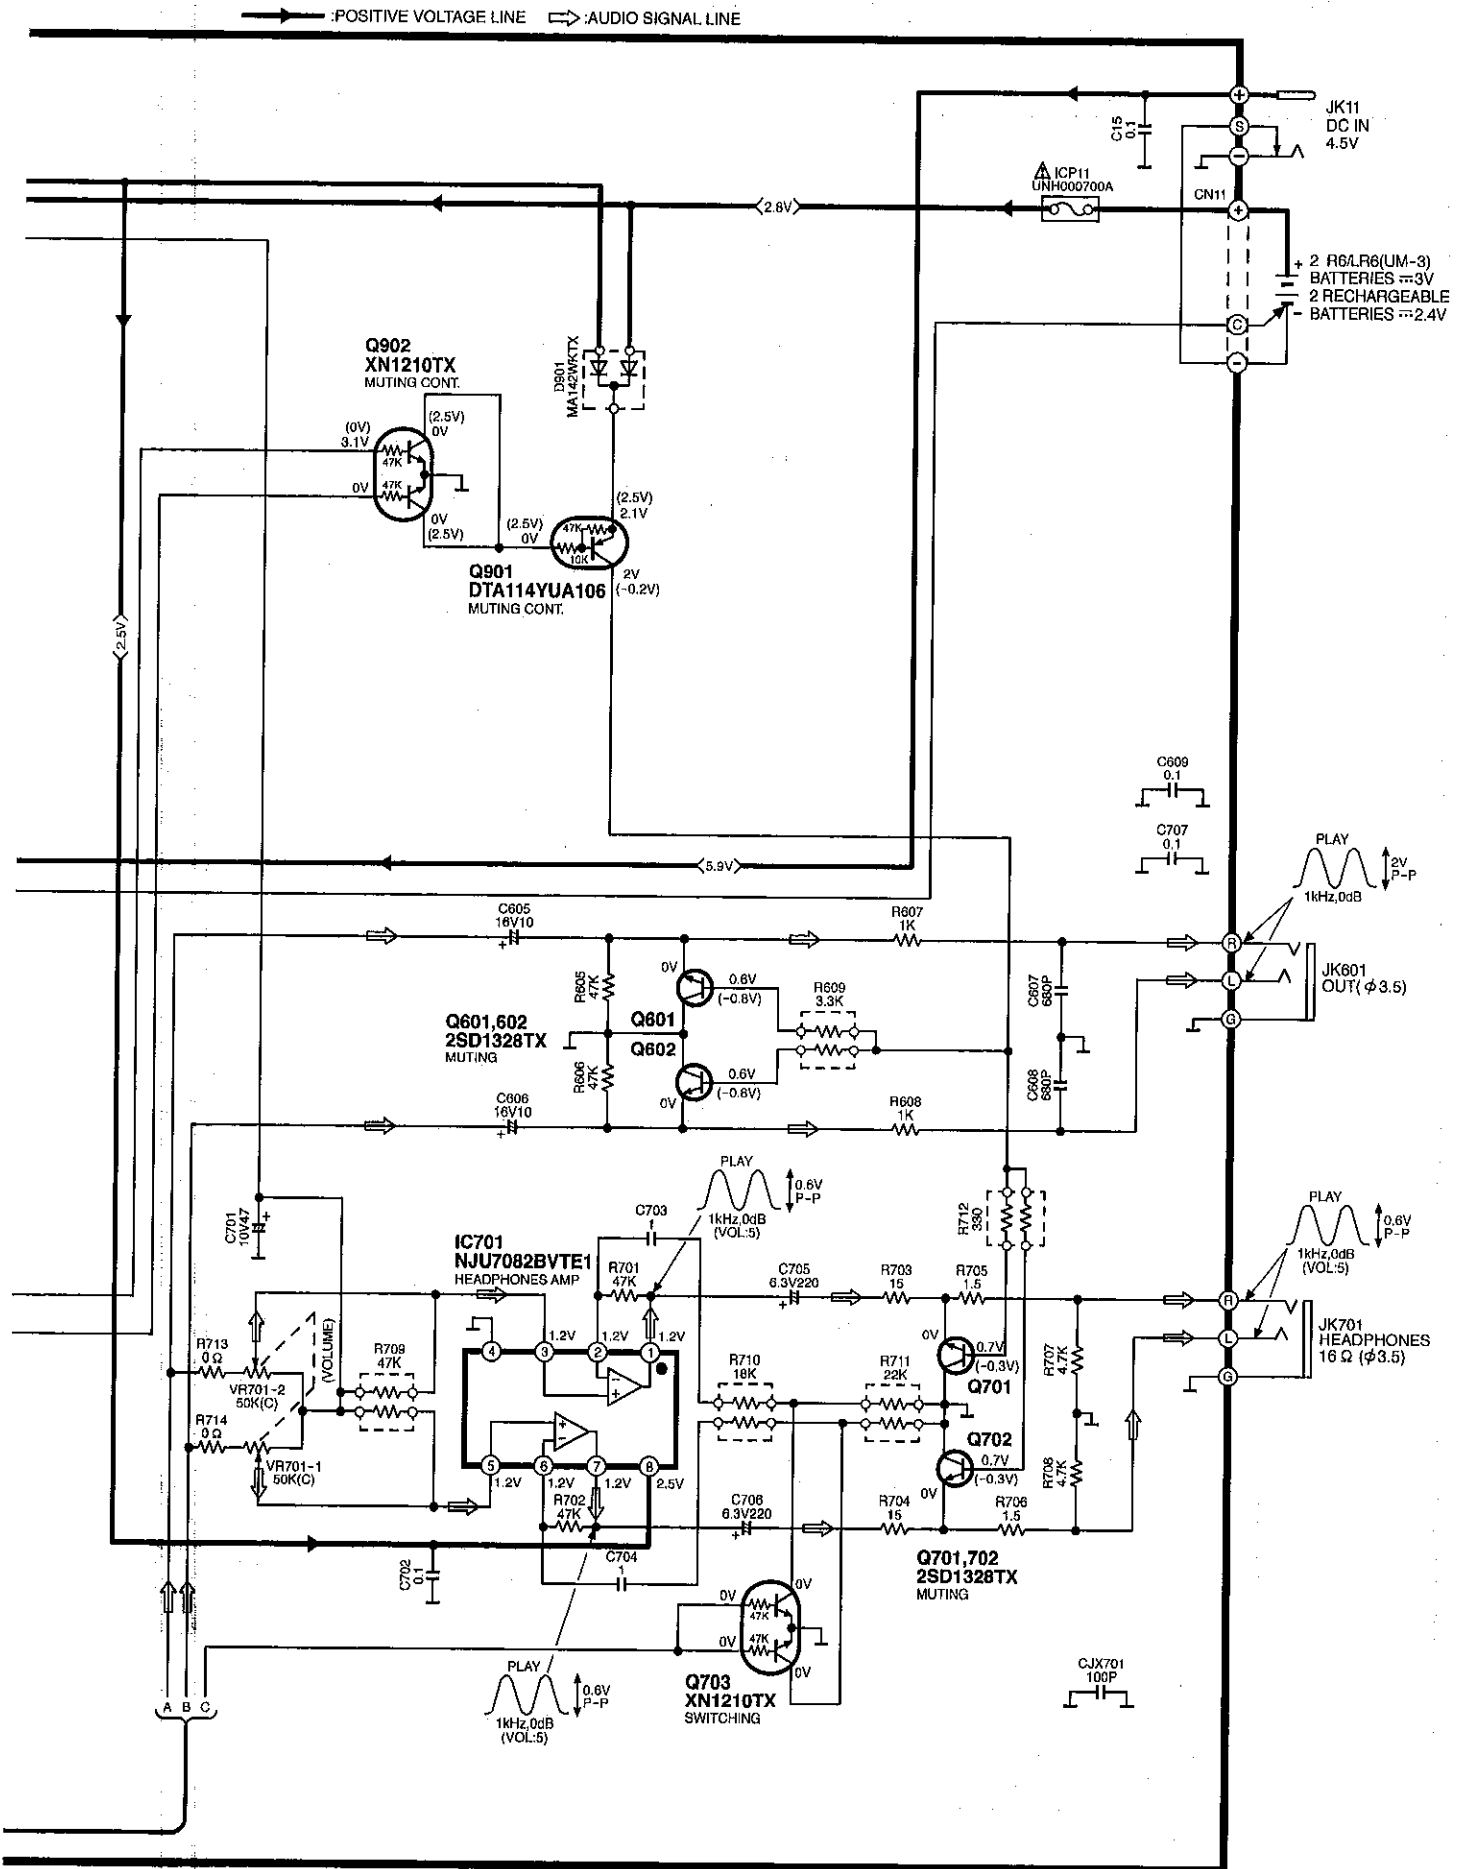 :POSITIVE VOLTAGE LINE :AUDIO SIGNAL LINE
+
JK11
DC IN
4.5V
S
-
C15
0.1
ICP11
UNH000700A
CN11
+
2.8V
+ 2 R6/LR6(UM-3)
BATTERIES 3V
2 RECHARGEABLE
- BATTERIES 2.4V
C
-
Q902
XN1210TX
MUTING CONT.
D901
MA142WKTX
(2.5V)
0V
(0V)
3.1V
47K
47K
0V
0V
(2.5V)
(2.5V)
0V
(2.5V)
2.1V
47K
10K
Q901
DTA114YUA106
MUTING CONT.
2V
(-0.2V)
2.5V
C609
0.1
C707
0.1
5.9V
PLAY
2V
P-P
1kHz,0dB
C605
16V10
+
R607
1K
R
R605
47K
0V
0.6V
(-0.8V)
R609
3.3K
C607
680P
L
JK601
OUT(φ3.5)
G
Q601,602
2SD1328TX
MUTING
Q601
Q602
R606
47K
0.6V
(-0.8V)
0V
C608
680P
C606
16V10
+
R608
1K
PLAY
0.6V
P-P
1kHz,0dB
(VOL:5)
R712
330
PLAY
0.6V
P-P
1kHz,0dB
(VOL:5)
C701
10V47
+
C703
1
IC701
NJU7082BVTE1
HEADPHONES AMP
R701
47K
C705
6.3V220
+
R703
15
R705
1.5
R
L
JK701
HEADPHONES
16 Ω (φ3.5)
G
R713
0 Ω
VR701-2
50K(C)
(VOLUME)
R709
47K
1.2V
1.2V
1.2V
4
3
2
1
-
+
R710
18K
R711
22K
0V
0.7V
(-0.3V)
Q701
R707
4.7K
R714
0 Ω
VR701-1
50K(C)
+
-
5
6
7
8
1.2V
1.2V
1.2V
2.5V
Q702
0.7V
(-0.3V)
0V
R708
4.7K
R702
47K
C706
6.3V220
+
R704
15
R706
1.5
C702
0.1
C704
1
Q701,702
2SD1328TX
MUTING
0V
0V
47K
47K
0V
0V
Q703
XN1210TX
SWITCHING
PLAY
0.6V
P-P
1kHz,0dB
(VOL:5)
CJX701
100P
A B C